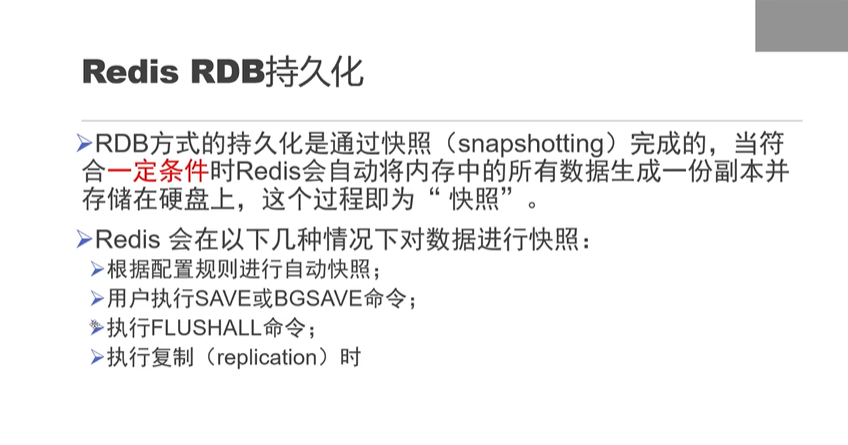 Redis RDB持久化
RDB方式的持久化是通过快照（snapshotting）完成的，当符
合一定条件时Redis会自动将内存中的所有数据生成一份副本并
存储在硬盘上，这个过程即为“ 快照”。
Redis 会在以下几种情况下对数据进行快照：
根据配置规则进行自动快照；
用户执行SAVE或BGSAVE命令；
执行FLUSHALL命令；
执行复制（replication）时